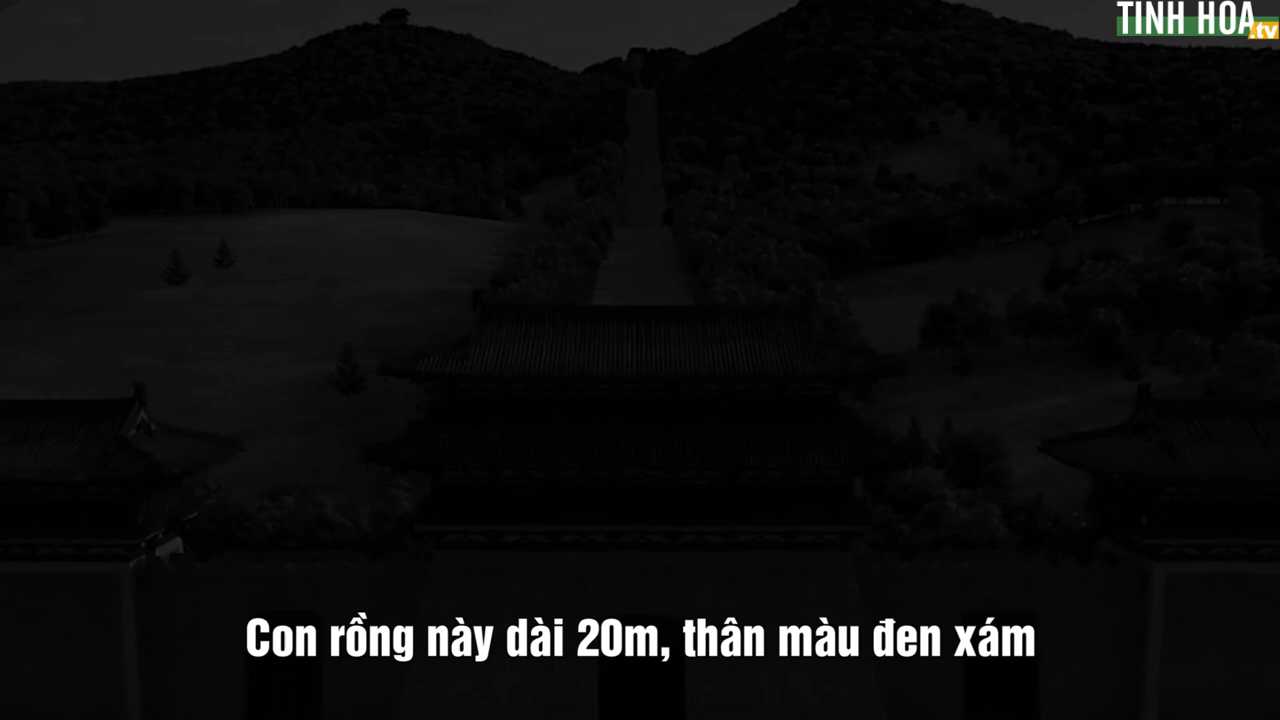 TINH HOA
.tv
Con rồng này dài 20m, thân màu đen xám